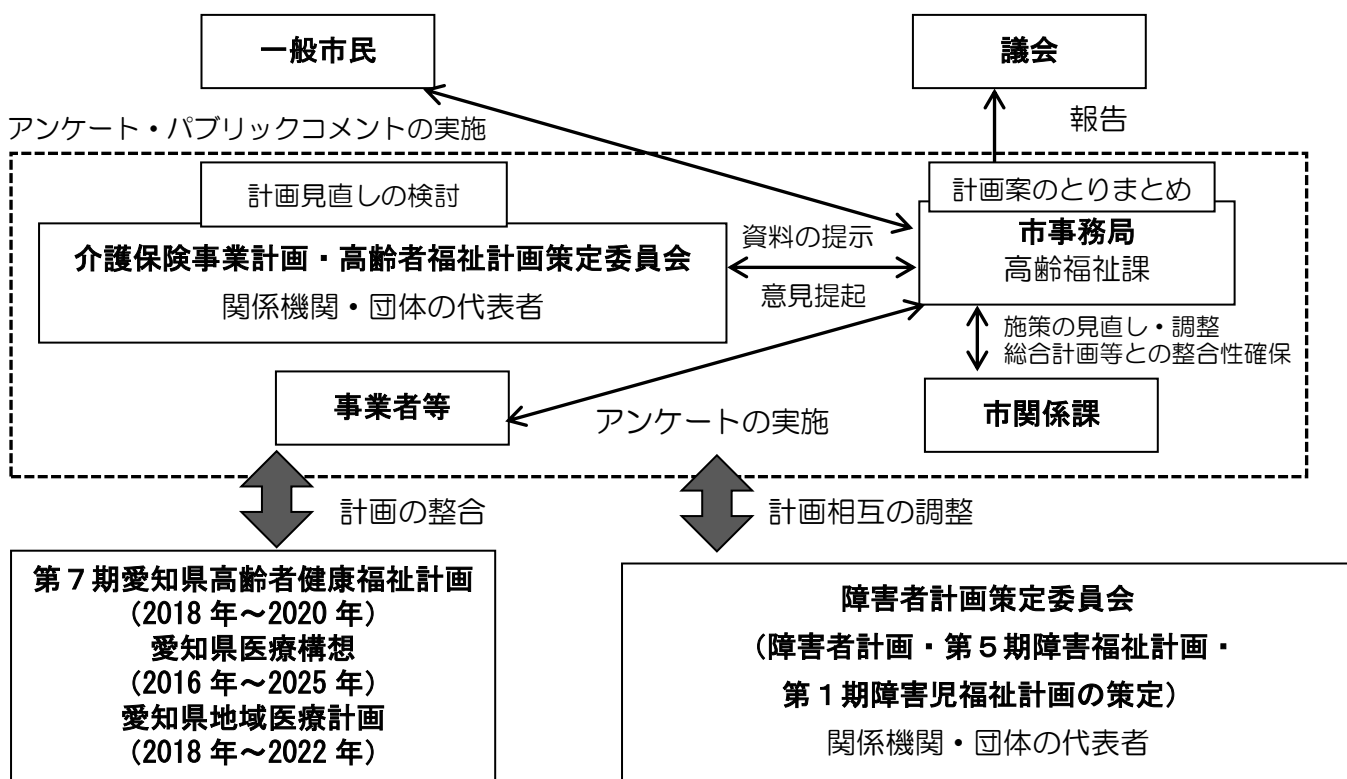 一般市民
議会
アンケート・パブリックコメントの実施
報告
計画見直しの検討
計画案のとりまとめ
介護保険事業計画・高齢者福祉計画策定委員会
関係機関・団体の代表者
資料の提示
意見提起
市事務局
高齢福祉課
施策の見直し・調整
総合計画等との整合性確保
事業者等
アンケートの実施
市関係課
計画の整合
計画相互の調整
第7期愛知県高齢者健康福祉計画
（2018 年～2020 年）
愛知県医療構想
（2016 年～2025 年）
愛知県地域医療計画
（2018 年～2022 年）
障害者計画策定委員会
（障害者計画・第5期障害福祉計画・
第1期障害児福祉計画の策定）
関係機関・団体の代表者